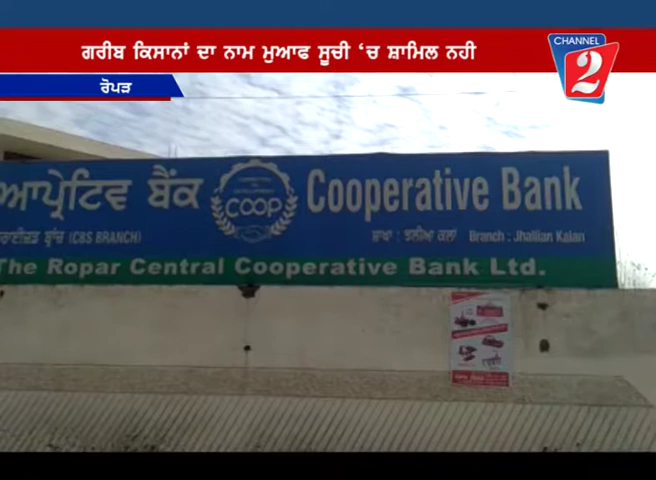 ਗਰੀਬ ਕਿਸਾਨਾਂ ਦਾ ਨਾਮ ਮੁਆਫ ਸੂਚੀ ‘ਚ ਸ਼ਾਮਿਲ ਨਹੀ
CHANNEL
2
ਰੋਪੜ
ਆਪ੍ਰੇਟਿਵ ਬੈਂਕ
COOP
Cooperative Bank
ਬ੍ਰਾਂਚ (CBS BRANCH)
ਸ਼ਾਖਾ : ਝੱਲੀਆਂ ਕਲਾਂ Branch : Jhallian Kalan
The Ropar Central Cooperative Bank Ltd.